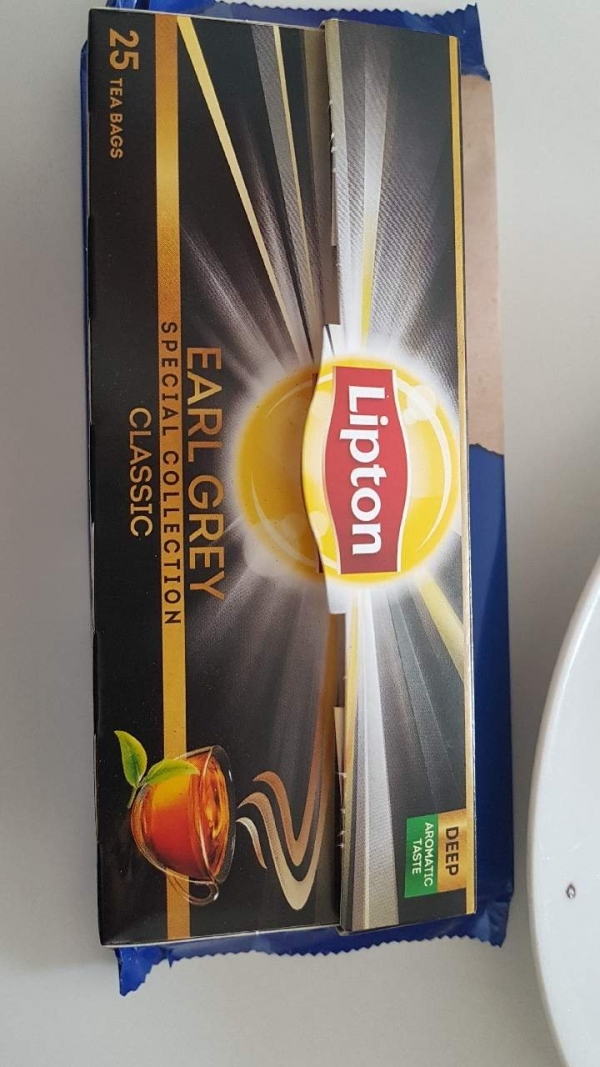 Lipton
DEEP
AROMATIC
TASTE
EARL GREY
SPECIAL COLLECTION
CLASSIC
25 TEA BAGS